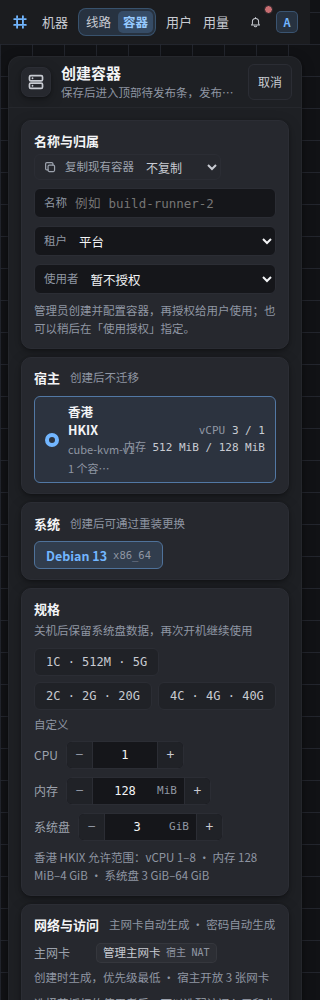 机器 线路 容器 用户 用量 A
创建容器
保存后进入顶部待发布条，发布… 取消
名称与归属
复制现有容器 不复制
名称 例如 build-runner-2
租户 平台
使用者 暂不授权
管理员创建并配置容器，再授权给用户使用；也
可以稍后在「使用授权」指定。
宿主 创建后不迁移
香港
HKIX vCPU 3 / 1
cube-kvm-v1 内存 512 MiB / 128 MiB
1 个容…
系统 创建后可通过重装更换
Debian 13 x86_64
规格
关机后保留系统盘数据，再次开机继续使用
1C · 512M · 5G
2C · 2G · 20G 4C · 4G · 40G
自定义
CPU − 1 +
内存 − 128 MiB +
系统盘 − 3 GiB +
香港 HKIX 允许范围：vCPU 1–8 · 内存 128
MiB–4 GiB · 系统盘 3 GiB–64 GiB
网络与访问 主网卡自动生成 · 密码自动生成
主网卡 管理主网卡 宿主 NAT
创建时生成，优先级最低 · 宿主开放 3 张网卡